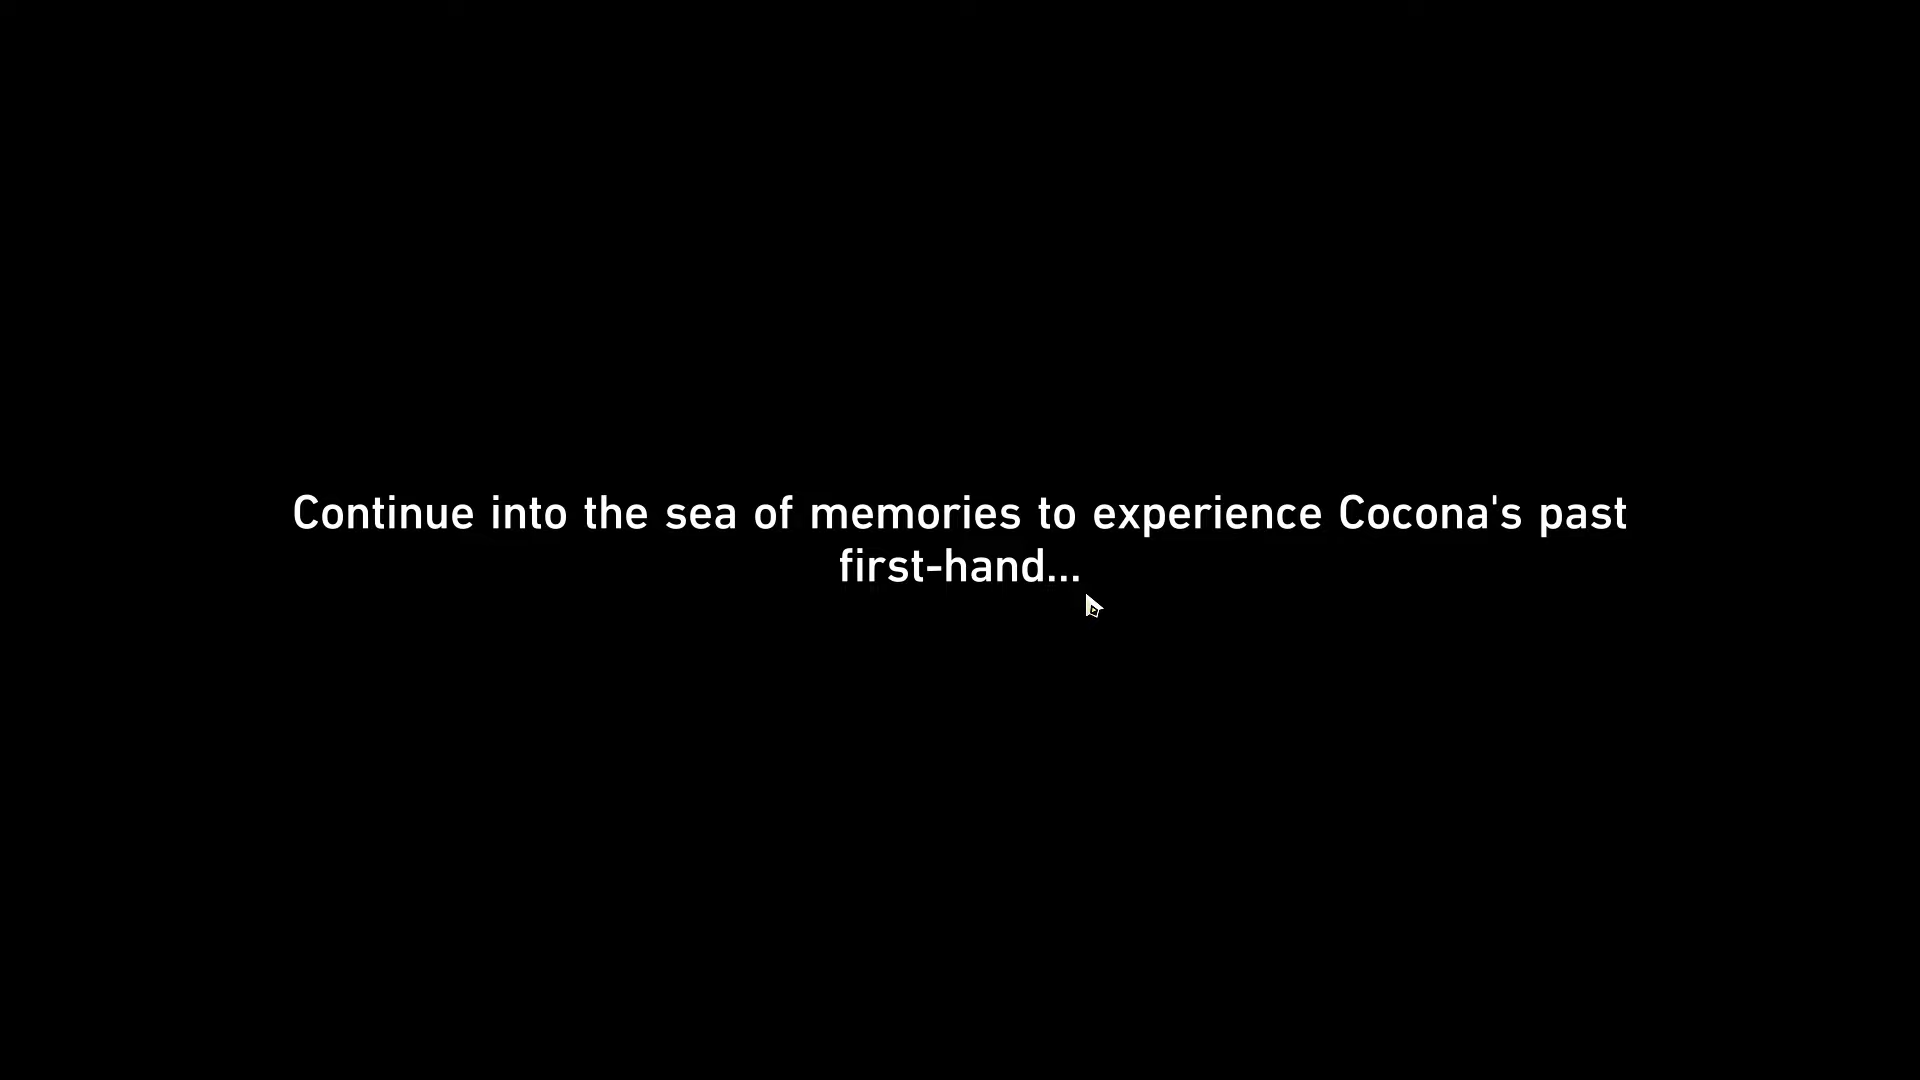 Continue into the sea of memories to experience Cocona's past
first-hand...